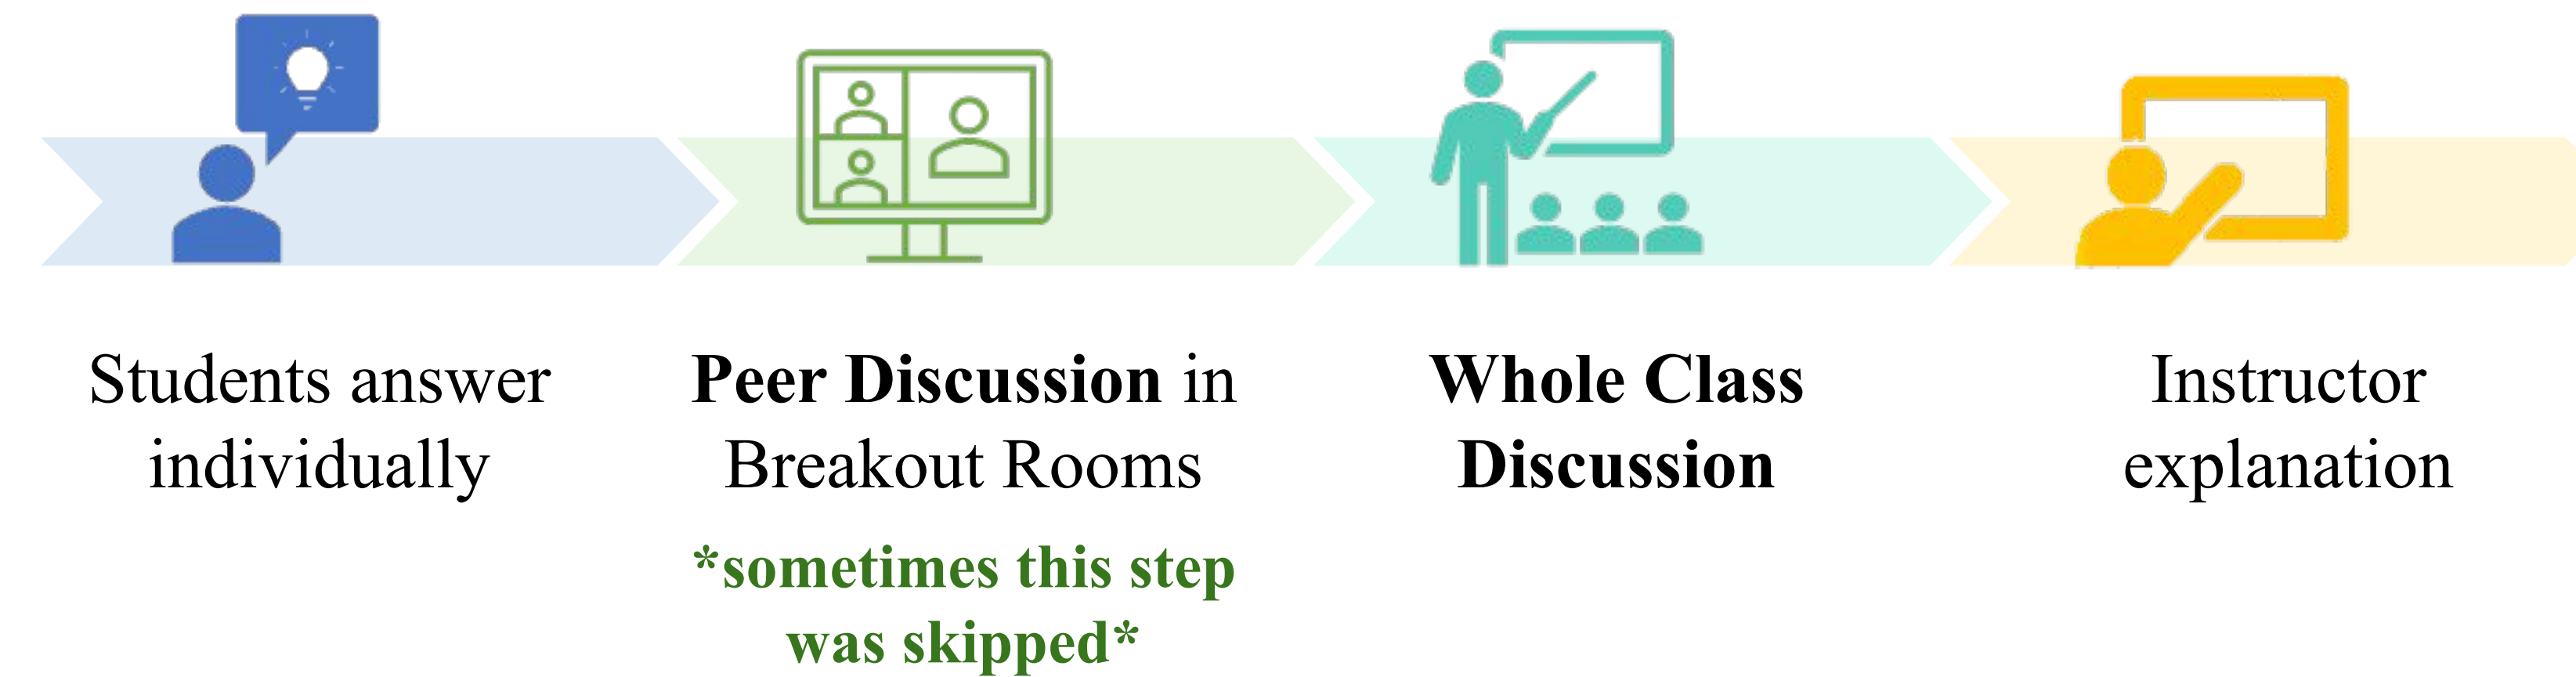 Students answer
individually
Peer Discussion in
Breakout Rooms
*sometimes this step
was skipped*
Whole Class
Discussion
Instructor
explanation